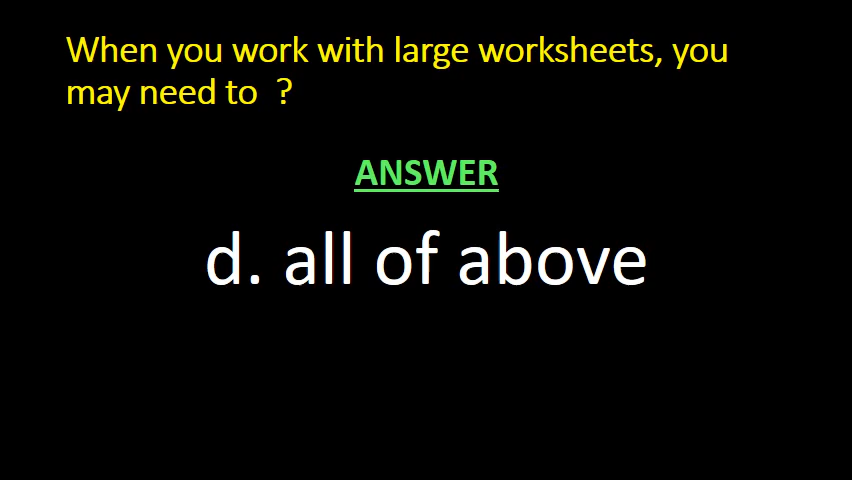 When you work with large worksheets, you
may need to  ?
ANSWER
d. all of above